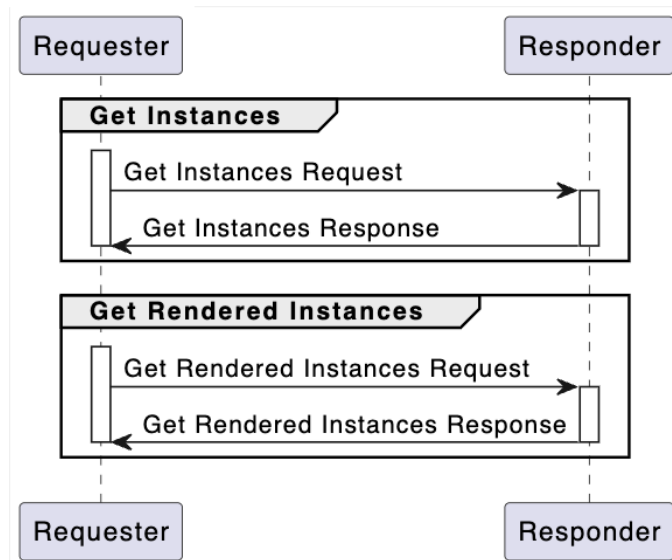 Requester
Responder
Get Instances
Get Instances Request
Get Instances Response
Get Rendered Instances
Get Rendered Instances Request
Get Rendered Instances Response
Requester
Responder